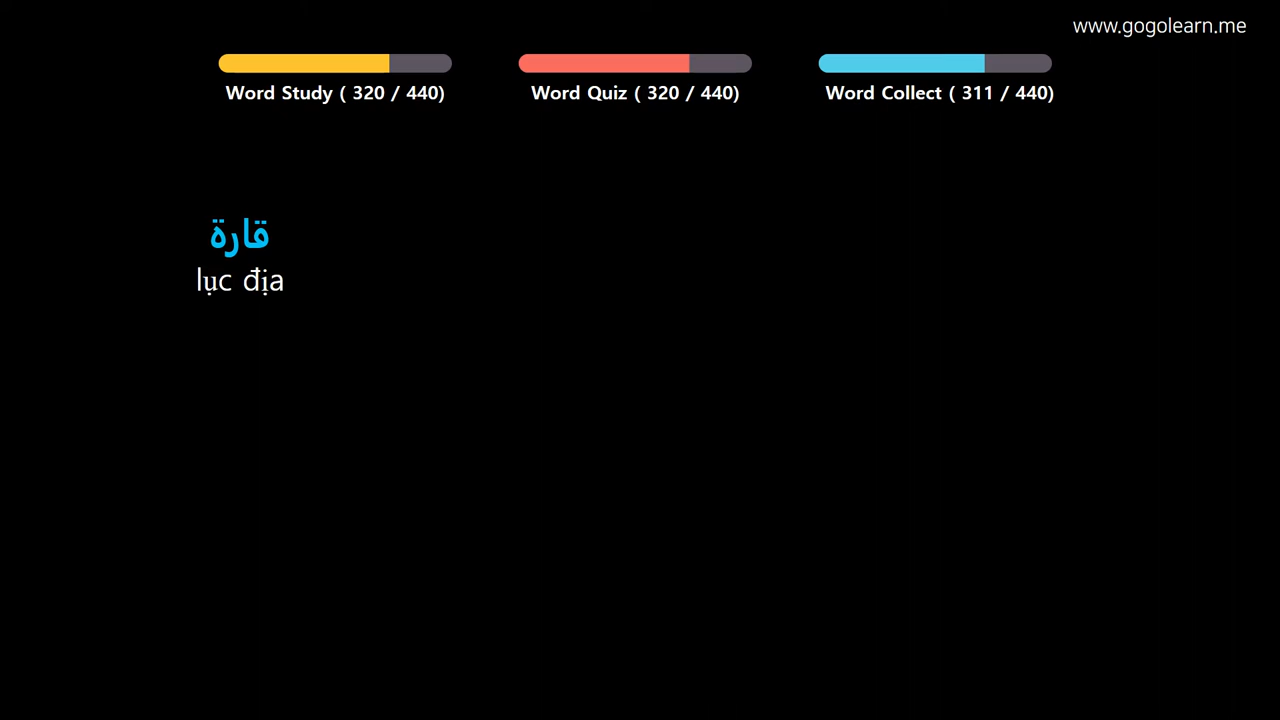 www.gogolearn.me
Word Study ( 320 / 440)
Word Quiz ( 320 / 440)
Word Collect ( 311 / 440)
قارة
lục địa